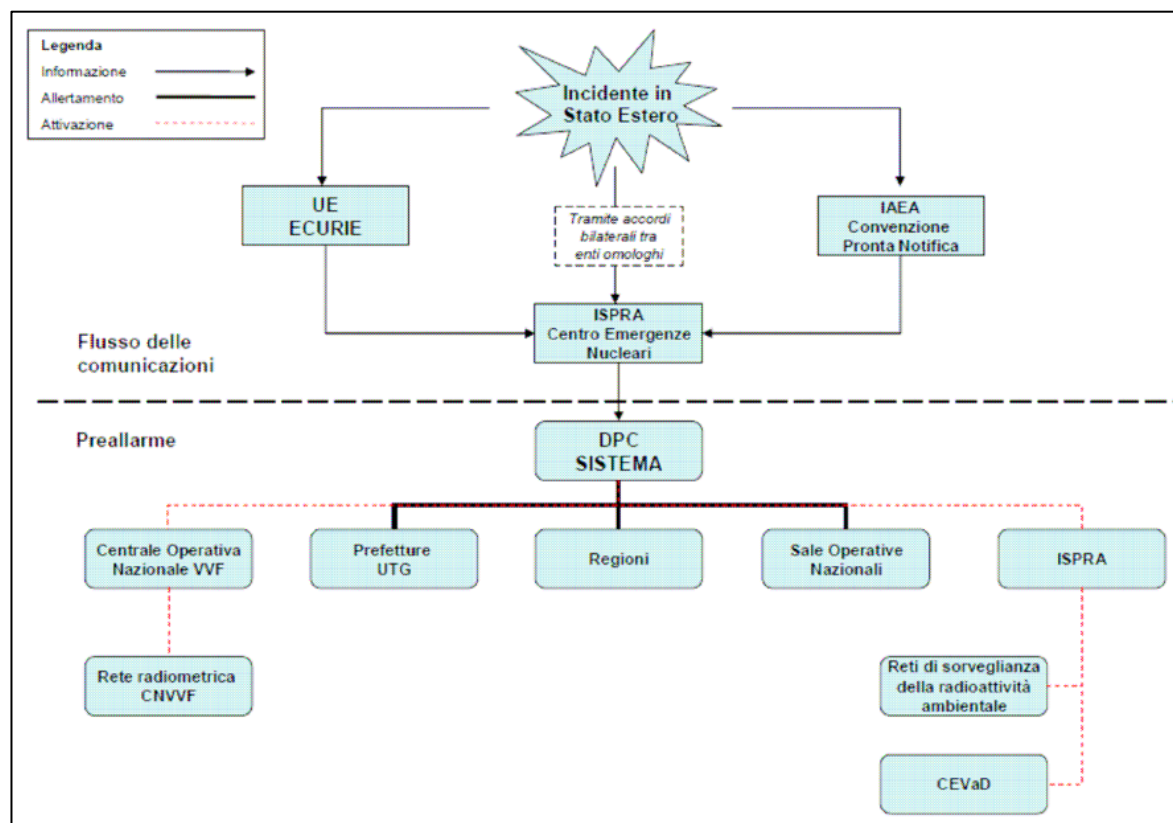 Legenda
Informazione
Allertamento
Attivazione
Incidente in
Stato Estero
UE
ECURIE
Tramite accordi
bilaterali tra
enti omologhi
IAEA
Convenzione
Pronta Notifica
ISPRA
Centro Emergenze
Nucleari
Flusso delle
comunicazioni
Preallarme
DPC
SISTEMA
Centrale Operativa
Nazionale VVF
Prefetture
UTG
Regioni
Sale Operative
Nazionali
ISPRA
Rete radiometrica
CNVVF
Reti di sorveglianza
della radioattività
ambientale
CEVaD